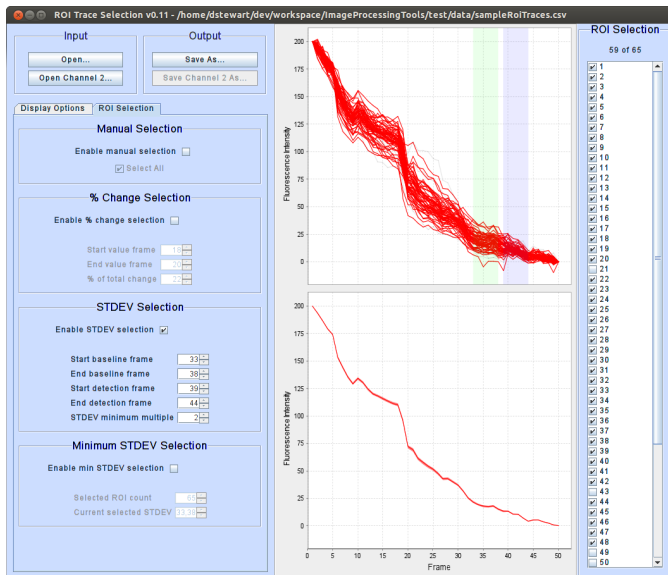 ROI Trace Selection v0.11 - /home/dstewart/dev/workspace/ImageProcessingTools/test/data/sampleRoiTraces.csv
Input
Open...
Open Channel 2...
Output
Save As...
Save Channel 2 As...
Display Options
ROI Selection
Manual Selection
Enable manual selection
Select All
% Change Selection
Enable % change selection
Start value frame 18
End value frame 20
% of total change 22
STDEV Selection
Enable STDEV selection
Start baseline frame 33
End baseline frame 38
Start detection frame 39
End detection frame 44
STDEV minimum multiple 2
Minimum STDEV Selection
Enable min STDEV selection
Selected ROI count 65
Current selected STDEV 33.38
Fluorescence Intensity
200
175
150
125
100
75
50
25
0
Fluorescence Intensity
200
175
150
125
100
75
50
25
0
0 5 10 15 20 25 30 35 40 45 50
Frame
ROI Selection
59 of 65
1
2
3
4
5
6
7
8
9
10
11
12
13
14
15
16
17
18
19
20
21
22
23
24
25
26
27
28
29
30
31
32
33
34
35
36
37
38
39
40
41
42
43
44
45
46
47
48
49
50